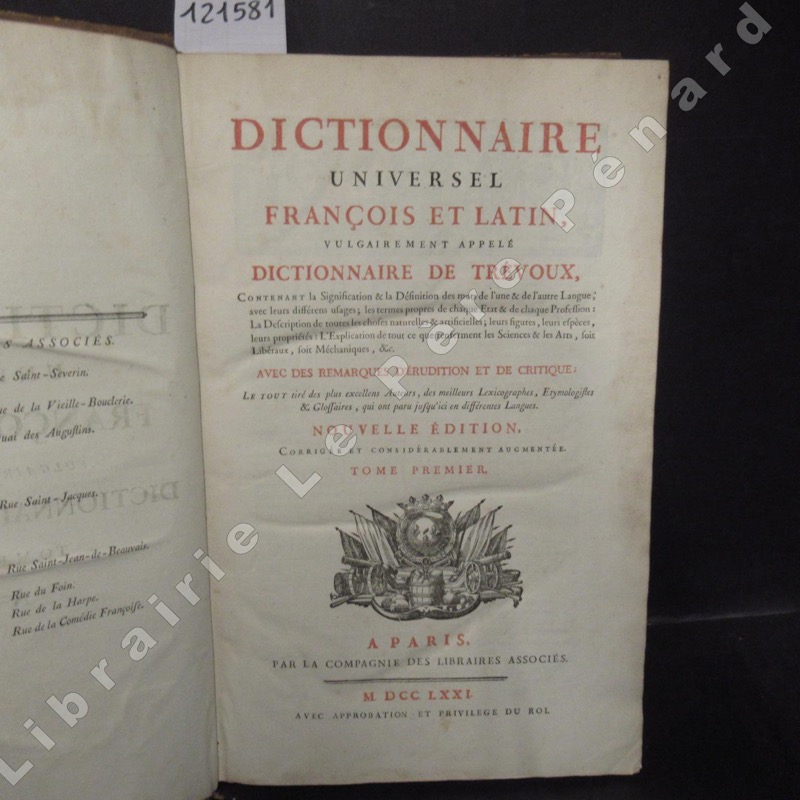 121581
S ASSOCIÉS.
e Saint-Séverin.
ue de la Vieille-Bouclerie.
uai des Augustins.
Rue Saint-Jacques.
Rue Saint-Jean-de-Beauvais.
Rue du Foin.
Rue de la Harpe.
Rue de la Comédie Françoise.
DICTIONNAIRE
UNIVERSEL
FRANÇOIS ET LATIN,
VULGAIREMENT APPELÉ
DICTIONNAIRE DE TRÉVOUX,
CONTENANT la Signification & la Définition des mots de l'une & de l'autre Langue;
avec leurs différens usages; les termes propres de chaque Etat & de chaque Profession:
La Description de toutes les choses naturelles & artificielles; leurs figures, leurs espèces,
leurs propriétés: L'Explication de tout ce que renferment les Sciences & les Arts, soit
Libéraux, soit Méchaniques, &c.
AVEC DES REMARQUES D'ÉRUDITION ET DE CRITIQUE;
LE TOUT tiré des plus excellens Auteurs, des meilleurs Lexicographes, Etymologistes
& Glossaires, qui ont paru jusqu'ici en différentes Langues.
NOUVELLE ÉDITION,
CORRIGÉE ET CONSIDÉRABLEMENT AUGMENTÉE.
TOME PREMIER.
A PARIS,
PAR LA COMPAGNIE DES LIBRAIRES ASSOCIÉS.
M. DCC LXXI.
AVEC APPROBATION ET PRIVILEGE DU ROI.
Librairie Le Père Pénard